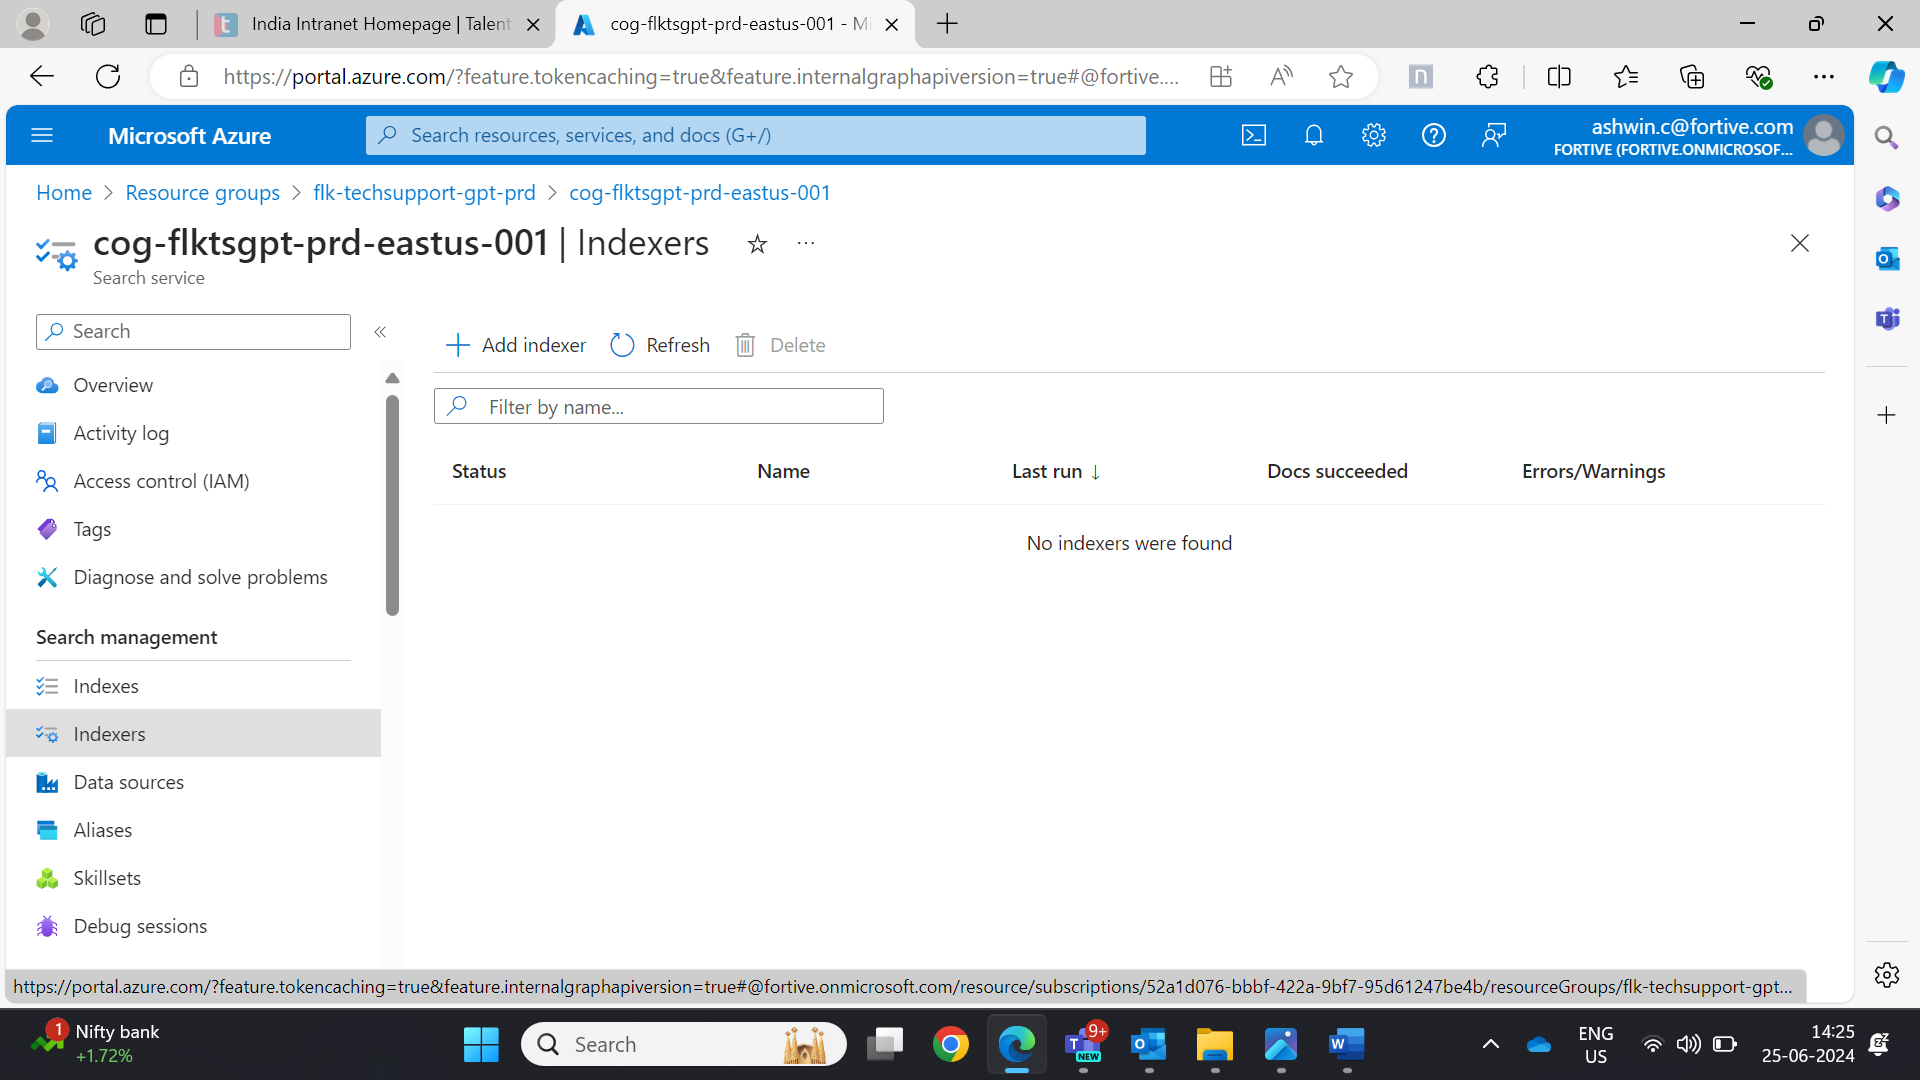 India Intranet Homepage | Talent
cog-flktsgpt-prd-eastus-001 - Mi
https://portal.azure.com/?feature.tokencaching=true&feature.internalgraphapiversion=true#@fortive....
n
Microsoft Azure
Search resources, services, and docs (G+/)
ashwin.c@fortive.com
FORTIVE (FORTIVE.ONMICROSOF...
Home > Resource groups > flk-techsupport-gpt-prd > cog-flktsgpt-prd-eastus-001
cog-flktsgpt-prd-eastus-001 | Indexers
Search service
Search
Add indexer
Refresh
Delete
Filter by name...
Status
Name
Last run ↓
Docs succeeded
Errors/Warnings
No indexers were found
Overview
Activity log
Access control (IAM)
Tags
Diagnose and solve problems
Search management
Indexes
Indexers
Data sources
Aliases
Skillsets
Debug sessions
https://portal.azure.com/?feature.tokencaching=true&feature.internalgraphapiversion=true#@fortive.onmicrosoft.com/resource/subscriptions/52a1d076-bbbf-422a-9bf7-95d61247be4b/resourceGroups/flk-techsupport-gpt...
1
Nifty bank
+1.72%
Search
9+
NEW
ENG
US
14:25
25-06-2024